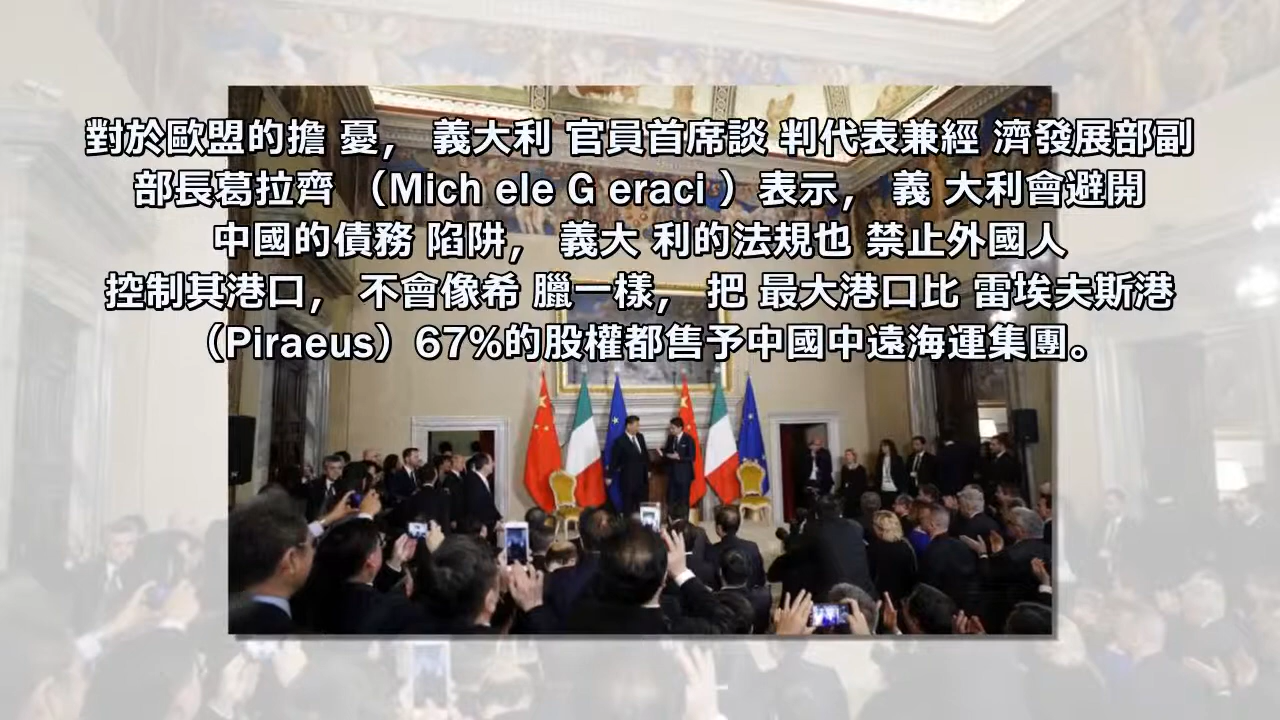 對於歐盟的擔 憂， 義大利 官員首席談 判代表兼經 濟發展部副
部長葛拉齊 （Mich ele G eraci ）表示， 義 大利會避開
中國的債務 陷阱， 義大 利的法規也 禁止外國人
控制其港口， 不會像希 臘一樣， 把 最大港口比 雷埃夫斯港
（Piraeus）67%的股權都售予中國中遠海運集團。